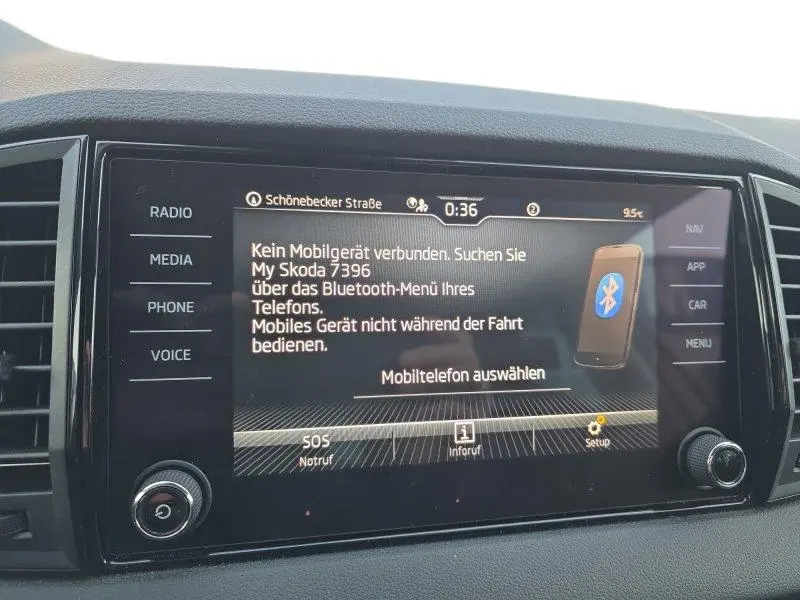 Schönebecker Straße
0:36
2
9.5°C
RADIO
MEDIA
PHONE
VOICE
Kein Mobilgerät verbunden. Suchen Sie
My Skoda 7396
über das Bluetooth-Menü Ihres
Telefons.
Mobiles Gerät nicht während der Fahrt
bedienen.
Mobiltelefon auswählen
SOS
Notruf
i
Inforuf
Setup
NAV
APP
CAR
MENU